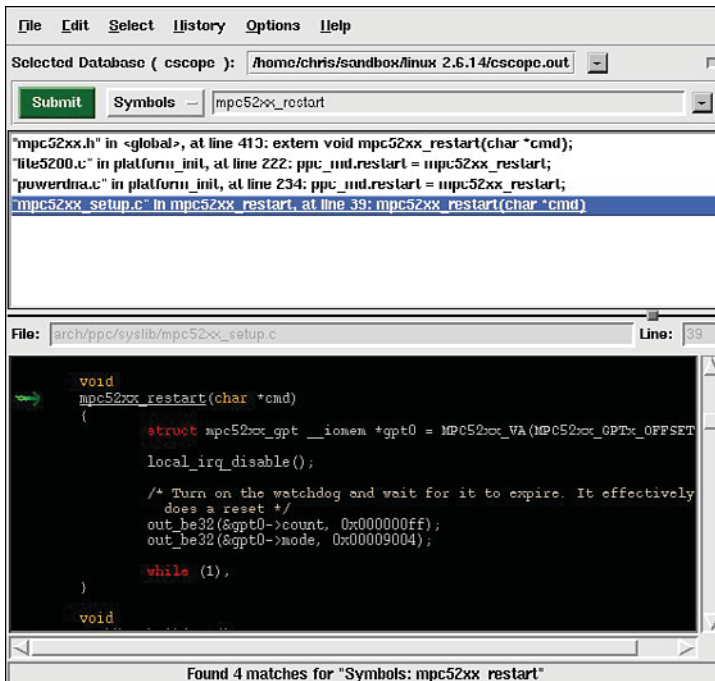 File Edit Select History Options Help
Selected Database ( cscope ): /home/chris/sandbox/linux 2.6.14/cscope.out
Submit Symbols mpc52xx_restart
"mpc52xx.h" in <global>, at line 413: extern void mpc52xx_restart(char *cmd);
"lite5200.c" in platform_init, at line 222: ppc_md.restart = mpc52xx_restart;
"powerdna.c" in platform_init, at line 234: ppc_md.restart = mpc52xx_restart;
"mpc52xx_setup.c" in mpc52xx_restart, at line 39: mpc52xx_restart(char *cmd)
File: arch/ppc/syslib/mpc52xx_setup.c Line: 39
void
mpc52xx_restart(char *cmd)
{
struct mpc52xx_gpt __iomem *gpt0 = MPC52xx_VA(MPC52xx_GPTx_OFFSET
local_irq_disable();
/* Turn on the watchdog and wait for it to expire. It effectively
does a reset */
out_be32(&gpt0->count, 0x000000ff);
out_be32(&gpt0->mode, 0x00009004);
while (1);
}
void
Found 4 matches for "Symbols: mpc52xx_restart"